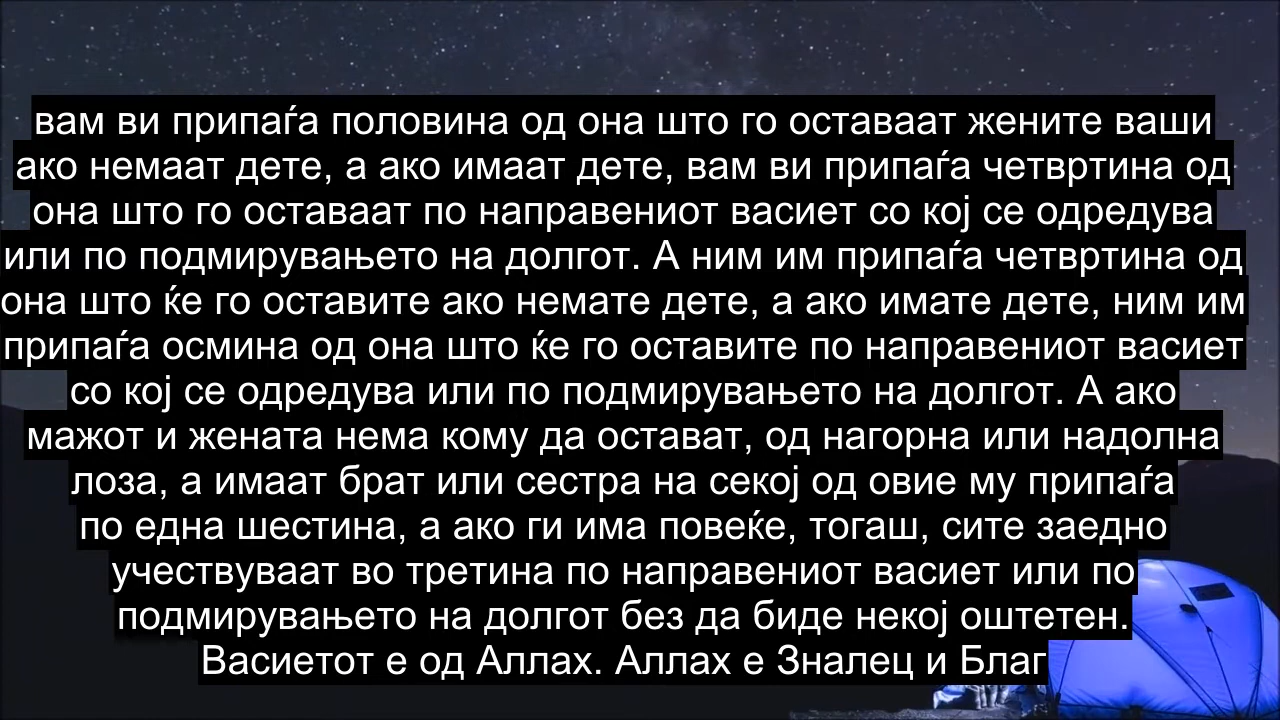 вам ви припаѓа половина од она што го оставаат жените ваши
ако немаат дете, а ако имаат дете, вам ви припаѓа четвртина од
она што го оставаат по направениот васиет со кој се одредува
или по подмирувањето на долгот. А ним им припаѓа четвртина од
она што ќе го оставите ако немате дете, а ако имате дете, ним им
припаѓа осмина од она што ќе го оставите по направениот васиет
со кој се одредува или по подмирувањето на долгот. А ако
мажот и жената нема кому да остават, од нагорна или надолна
лоза, а имаат брат или сестра на секој од овие му припаѓа
по една шестина, а ако ги има повеќе, тогаш, сите заедно
учествуваат во третина по направениот васиет или по
подмирувањето на долгот без да биде некој оштетен.
Васиетот е од Аллах. Аллах е Зналец и Благ